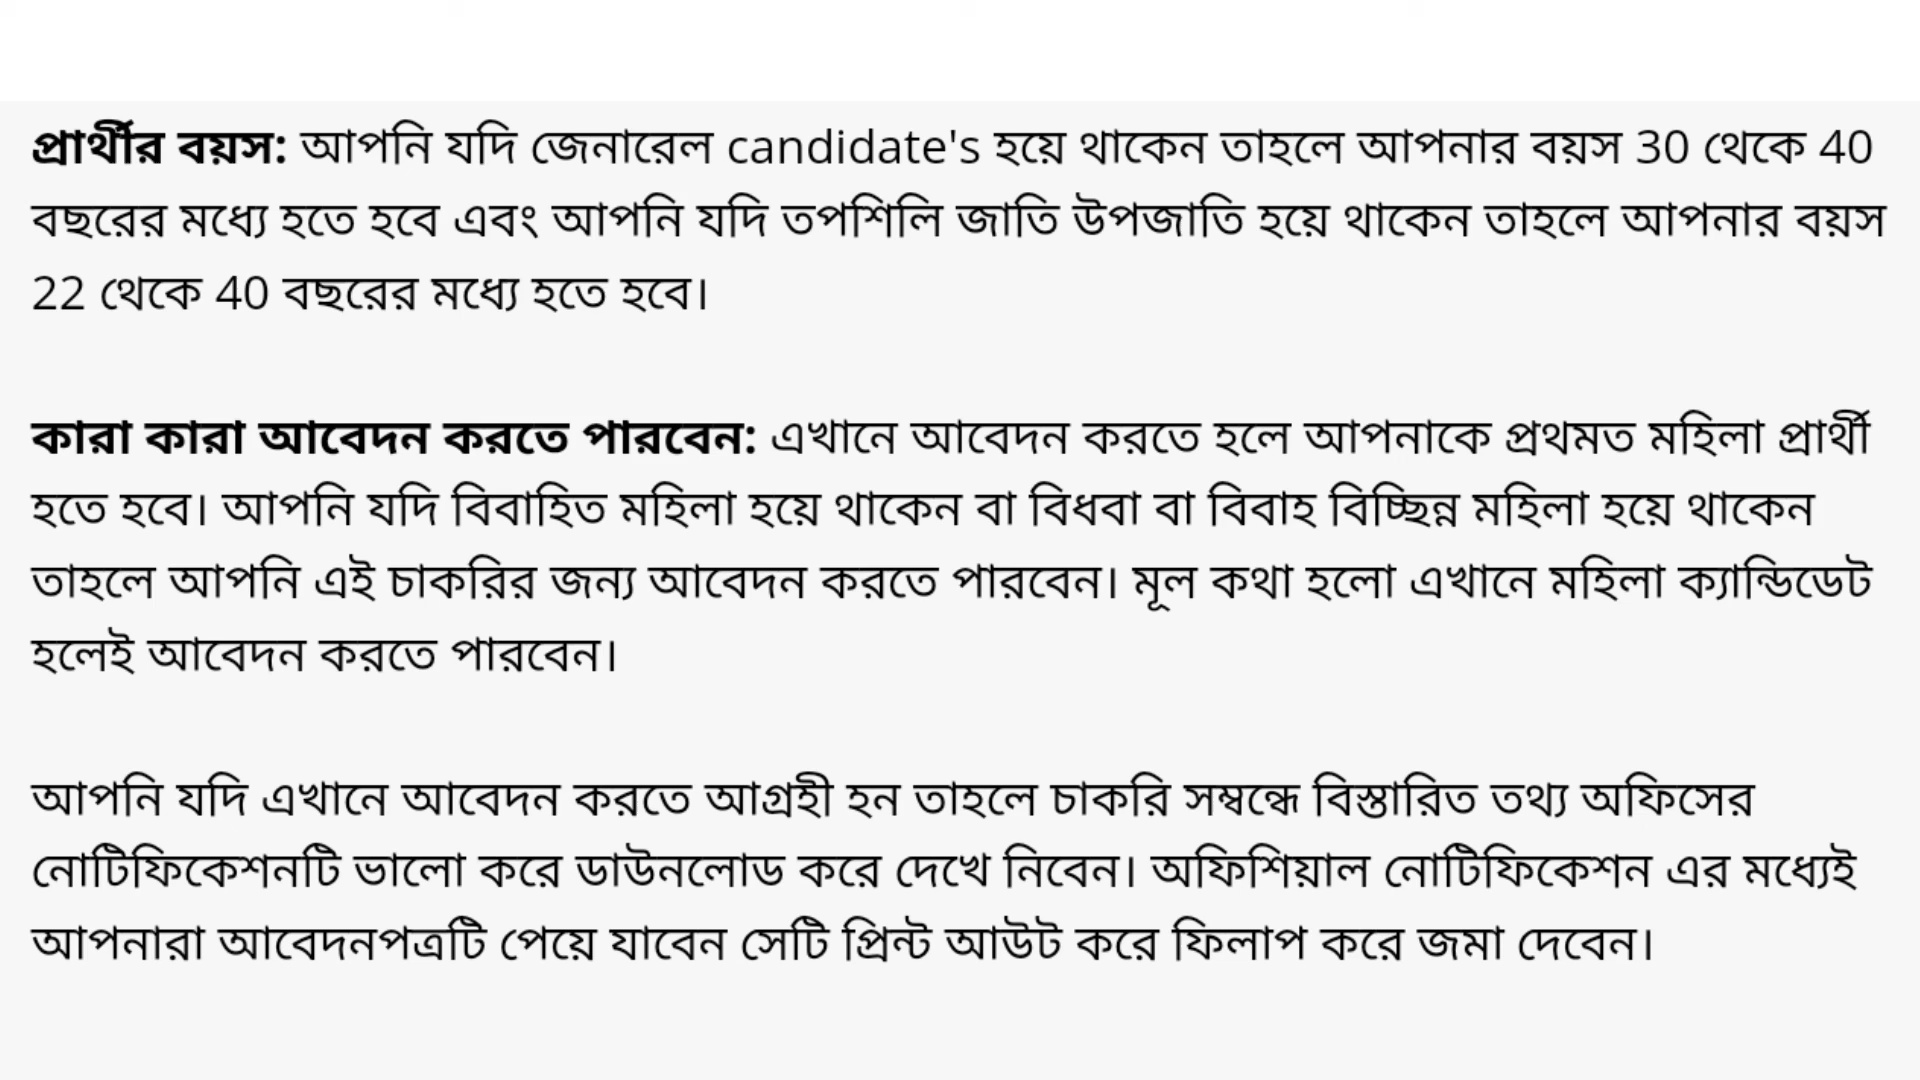 প্রার্থীর বয়স: আপনি যদি জেনারেল candidate's হয়ে থাকেন তাহলে আপনার বয়স 30 থেকে 40
বছরের মধ্যে হতে হবে এবং আপনি যদি তপশিলি জাতি উপজাতি হয়ে থাকেন তাহলে আপনার বয়স
22 থেকে 40 বছরের মধ্যে হতে হবে।
কারা কারা আবেদন করতে পারবেন: এখানে আবেদন করতে হলে আপনাকে প্রথমত মহিলা প্রার্থী
হতে হবে। আপনি যদি বিবাহিত মহিলা হয়ে থাকেন বা বিধবা বা বিবাহ বিচ্ছিন্ন মহিলা হয়ে থাকেন
তাহলে আপনি এই চাকরির জন্য আবেদন করতে পারবেন। মূল কথা হলো এখানে মহিলা ক্যান্ডিডেট
হলেই আবেদন করতে পারবেন।
আপনি যদি এখানে আবেদন করতে আগ্রহী হন তাহলে চাকরি সম্বন্ধে বিস্তারিত তথ্য অফিসের
নোটিফিকেশনটি ভালো করে ডাউনলোড করে দেখে নিবেন। অফিশিয়াল নোটিফিকেশন এর মধ্যেই
আপনারা আবেদনপত্রটি পেয়ে যাবেন সেটি প্রিন্ট আউট করে ফিলাপ করে জমা দেবেন।